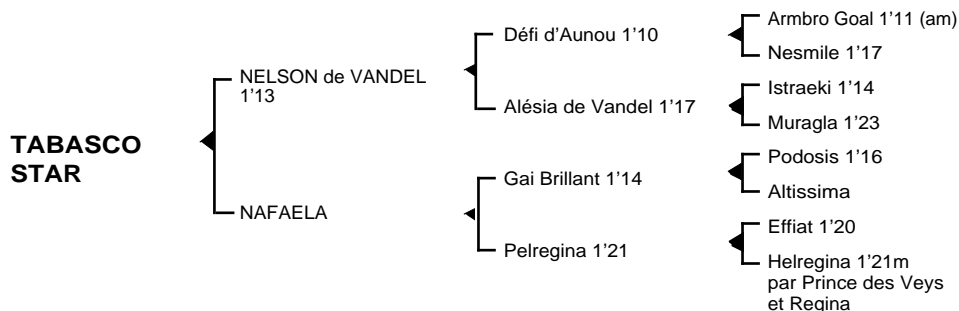 TABASCO
STAR
NELSON de VANDEL
1’13
NAFAELA
Défi d’Aunou 1’10
Alésia de Vandel 1’17
Gai Brillant 1’14
Pelregina 1’21
Armbro Goal 1’11 (am)
Nesmile 1’17
Istraeki 1’14
Muragla 1’23
Podosis 1’16
Altissima
Effiat 1’20
Helregina 1’21m
par Prince des Veys
et Regina